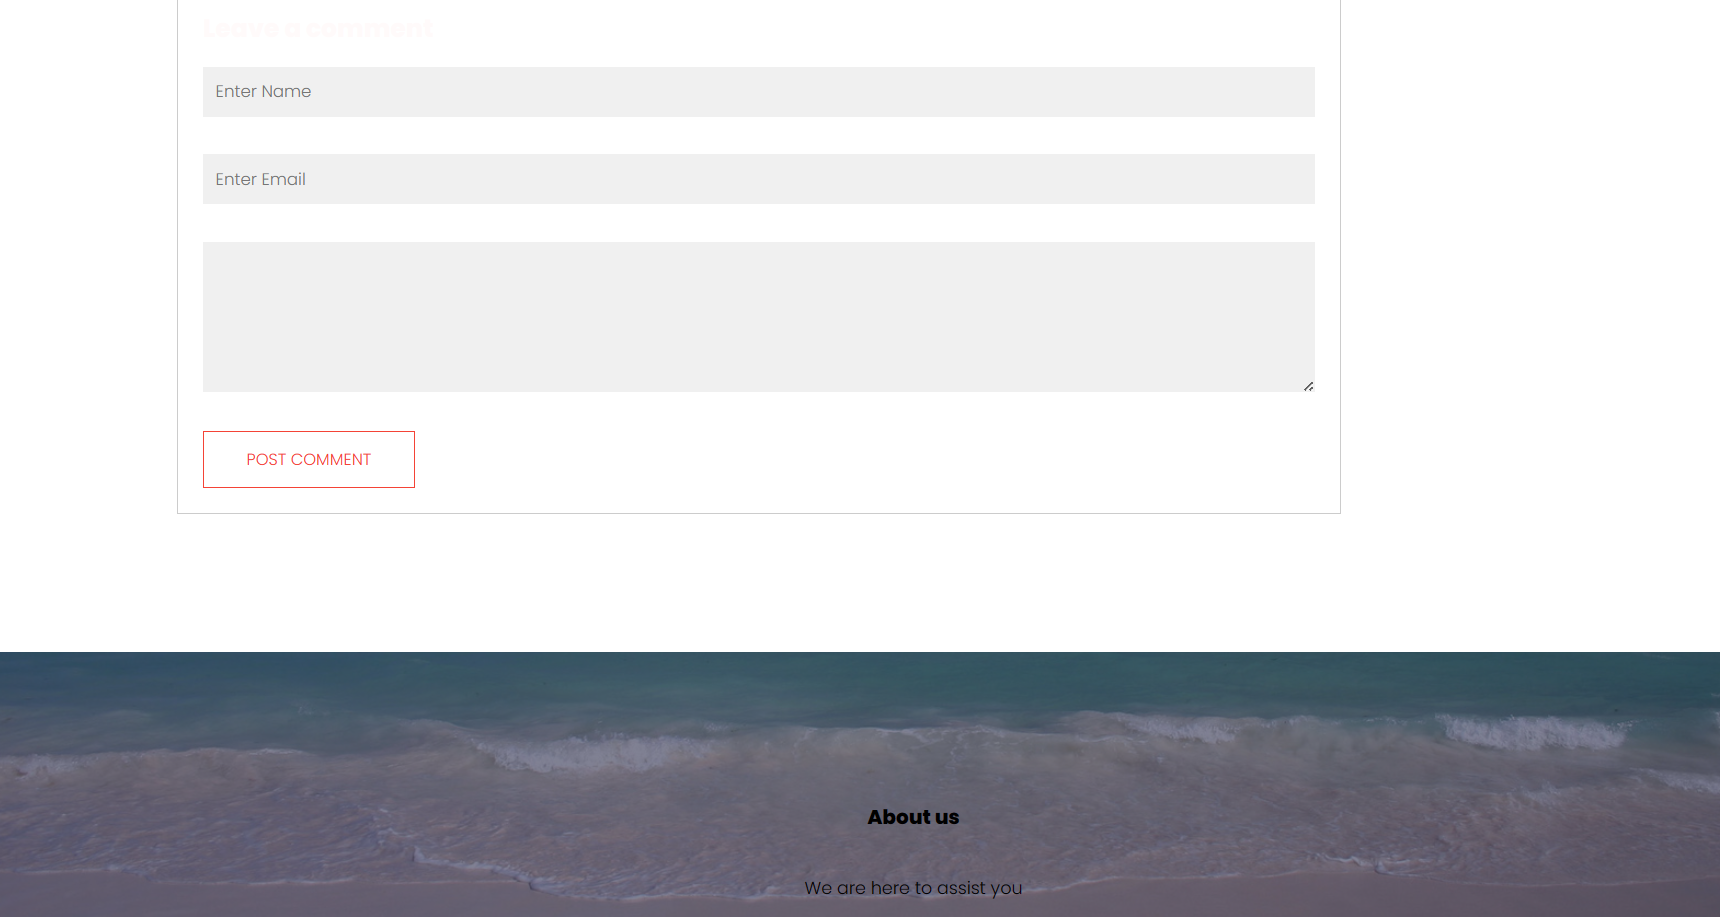 Leave a comment
Enter Name
Enter Email
POST COMMENT
About us
We are here to assist you